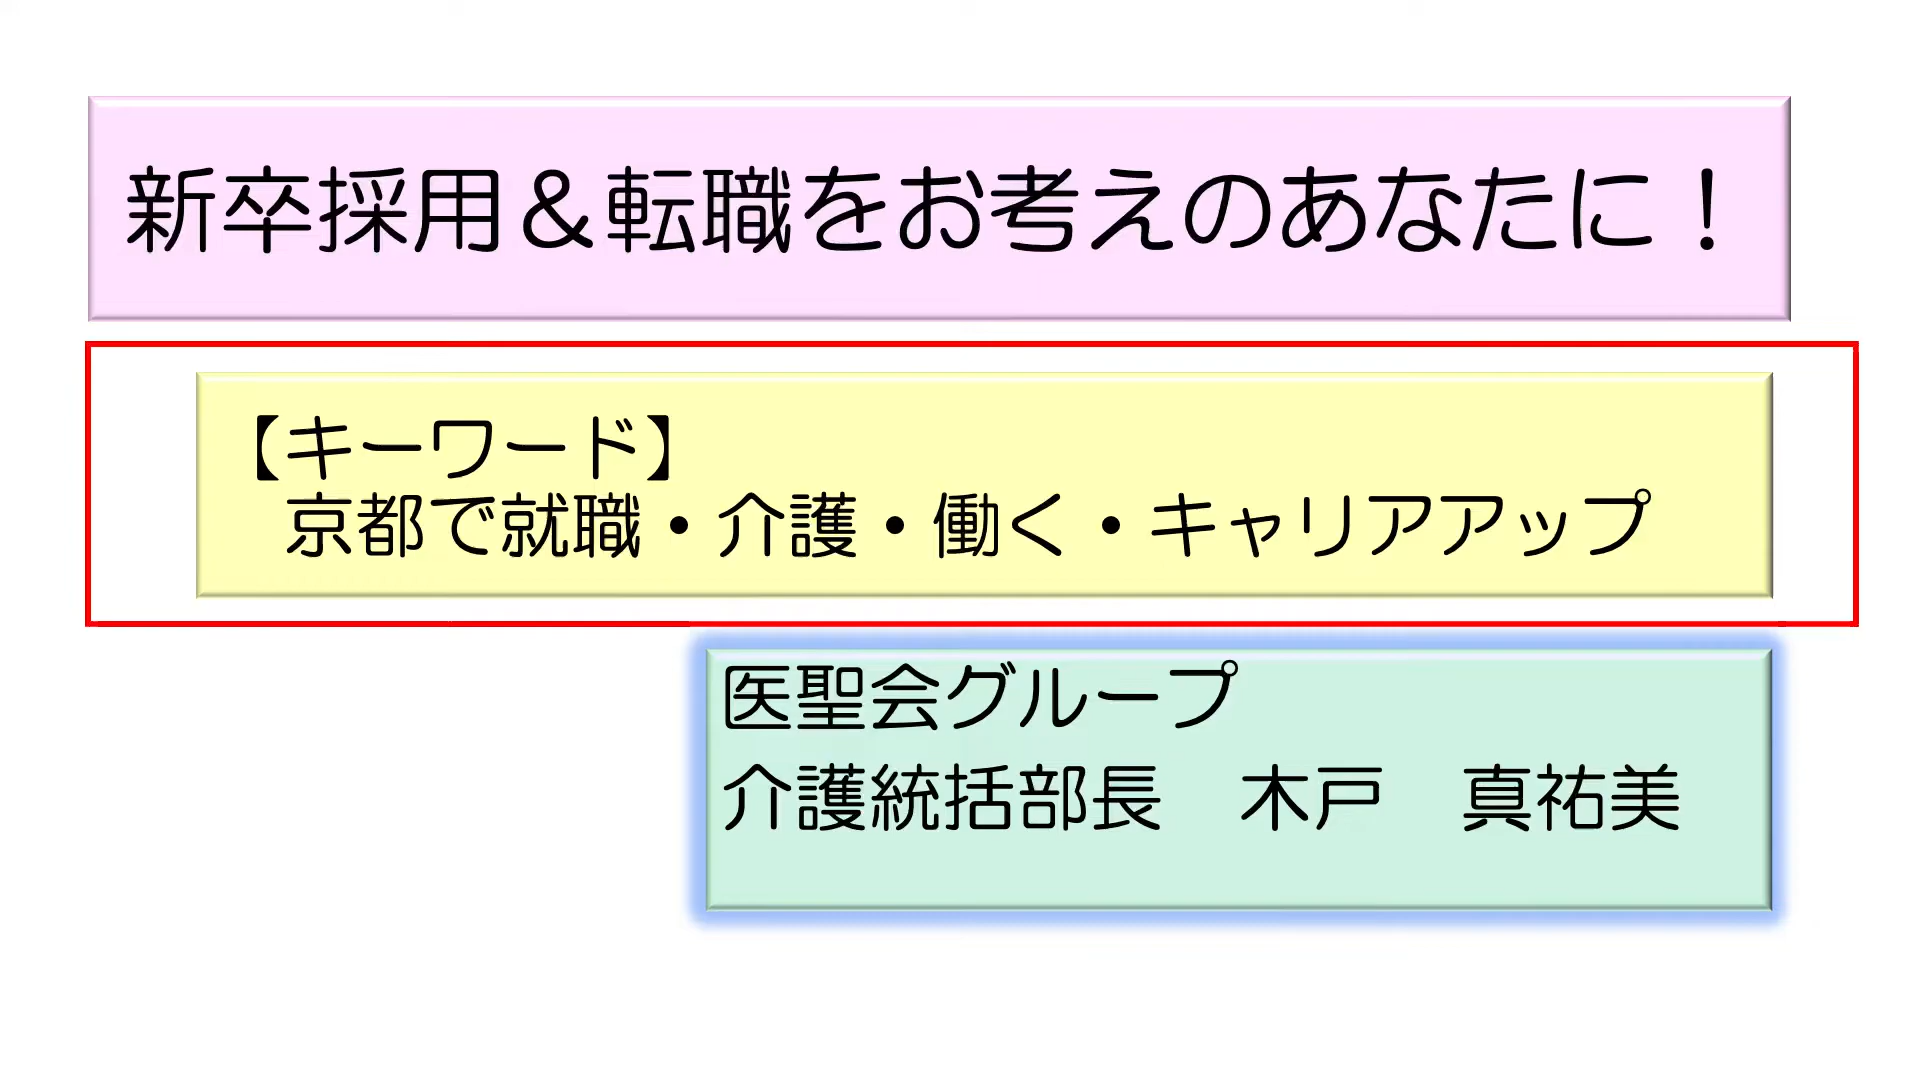 新卒採用＆転職をお考えのあなたに！
【キーワード】
京都で就職・介護・働く・キャリアアップ
医聖会グループ
介護統括部長　木戸　真祐美